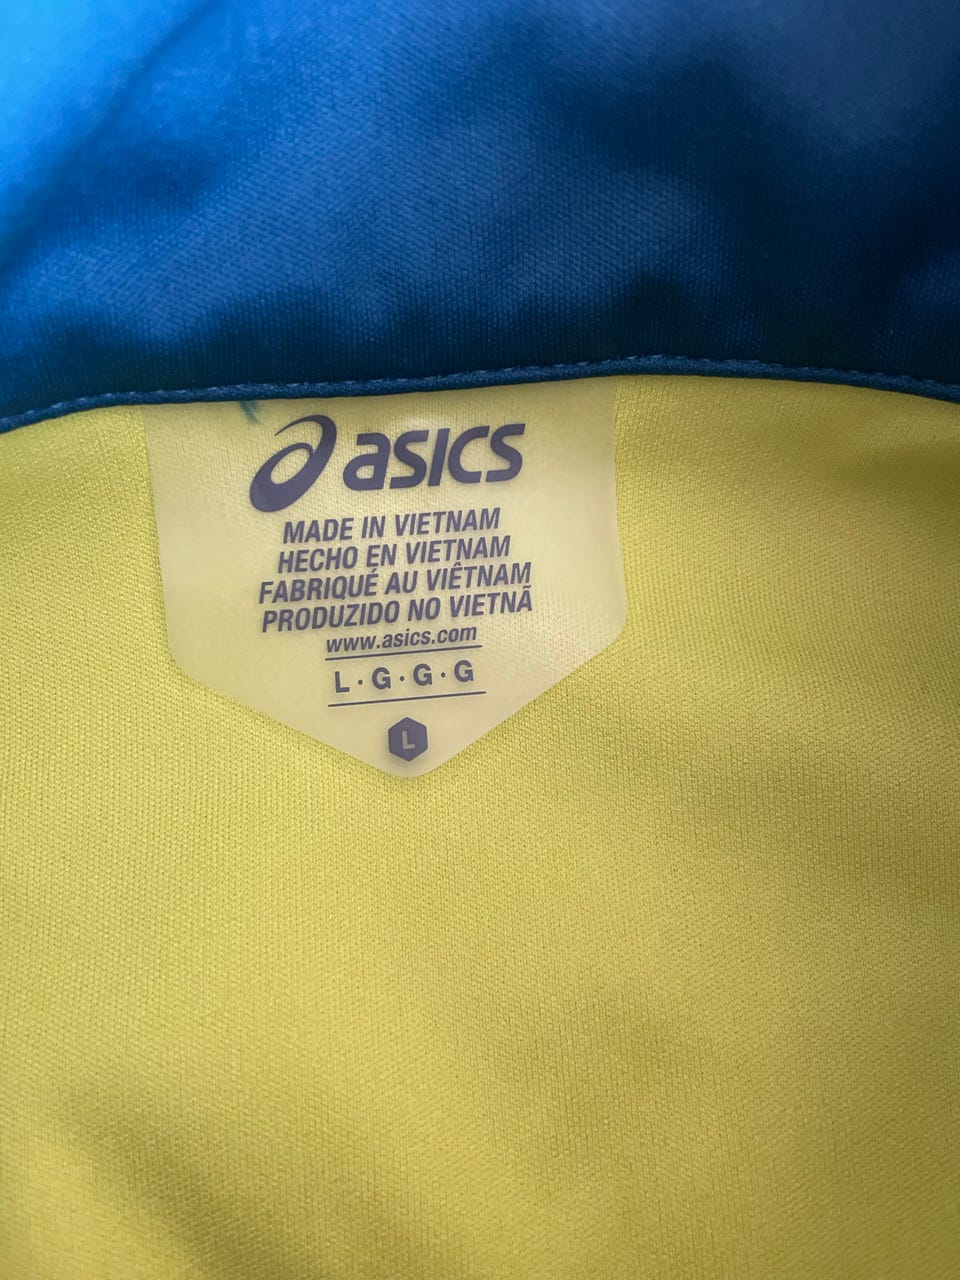 asics
MADE IN VIETNAM
HECHO EN VIETNAM
FABRIQUÉ AU VIÊTNAM
PRODUZIDO NO VIETNÃ
www.asics.com
L·G·G·G
L